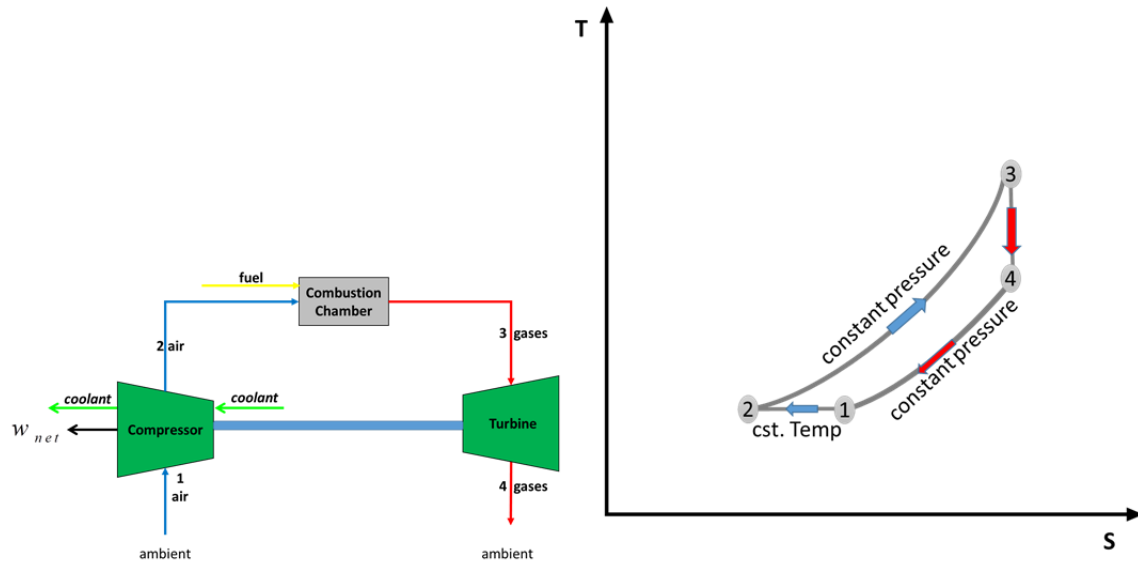 fuel
Combustion
Chamber
2 air
3 gases
coolant
coolant
w net
Compressor
Turbine
1
air
4 gases
ambient
ambient
T
3
4
constant pressure
constant pressure
2
1
cst. Temp
S